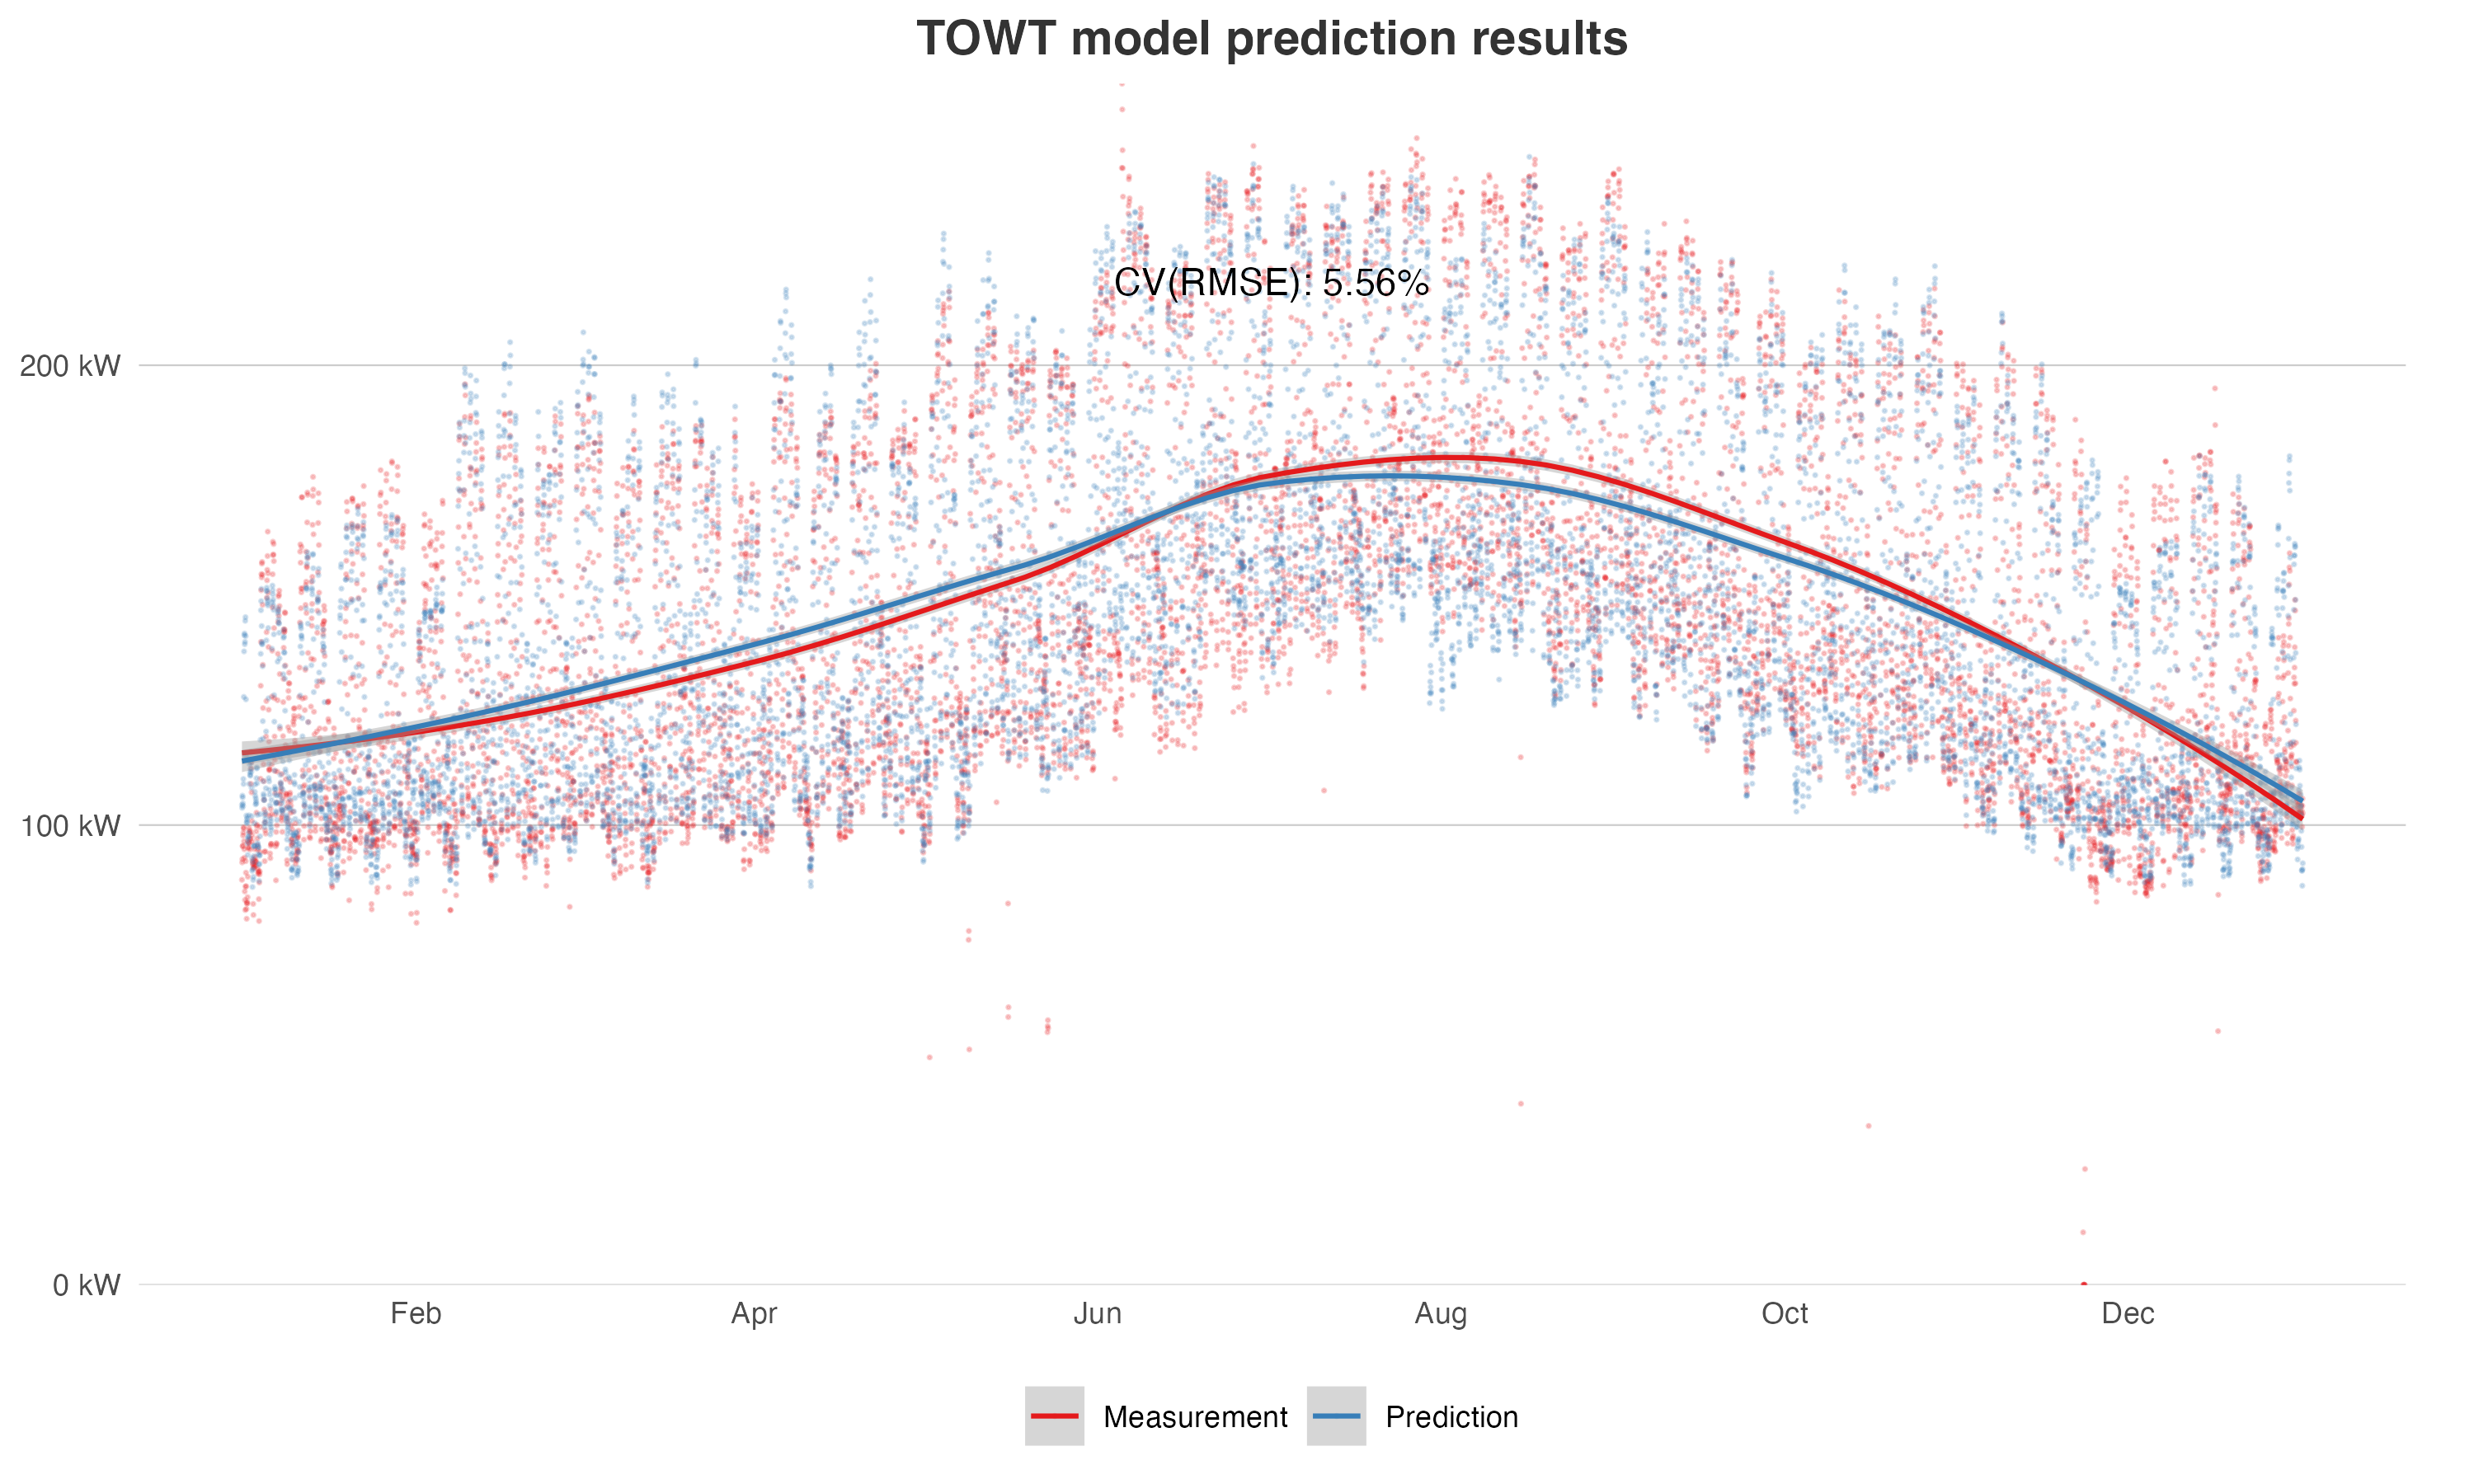 TOWT model prediction results
CV(RMSE): 5.56%
200 kW
100 kW
0 kW
Feb Apr Jun Aug Oct Dec
Measurement Prediction